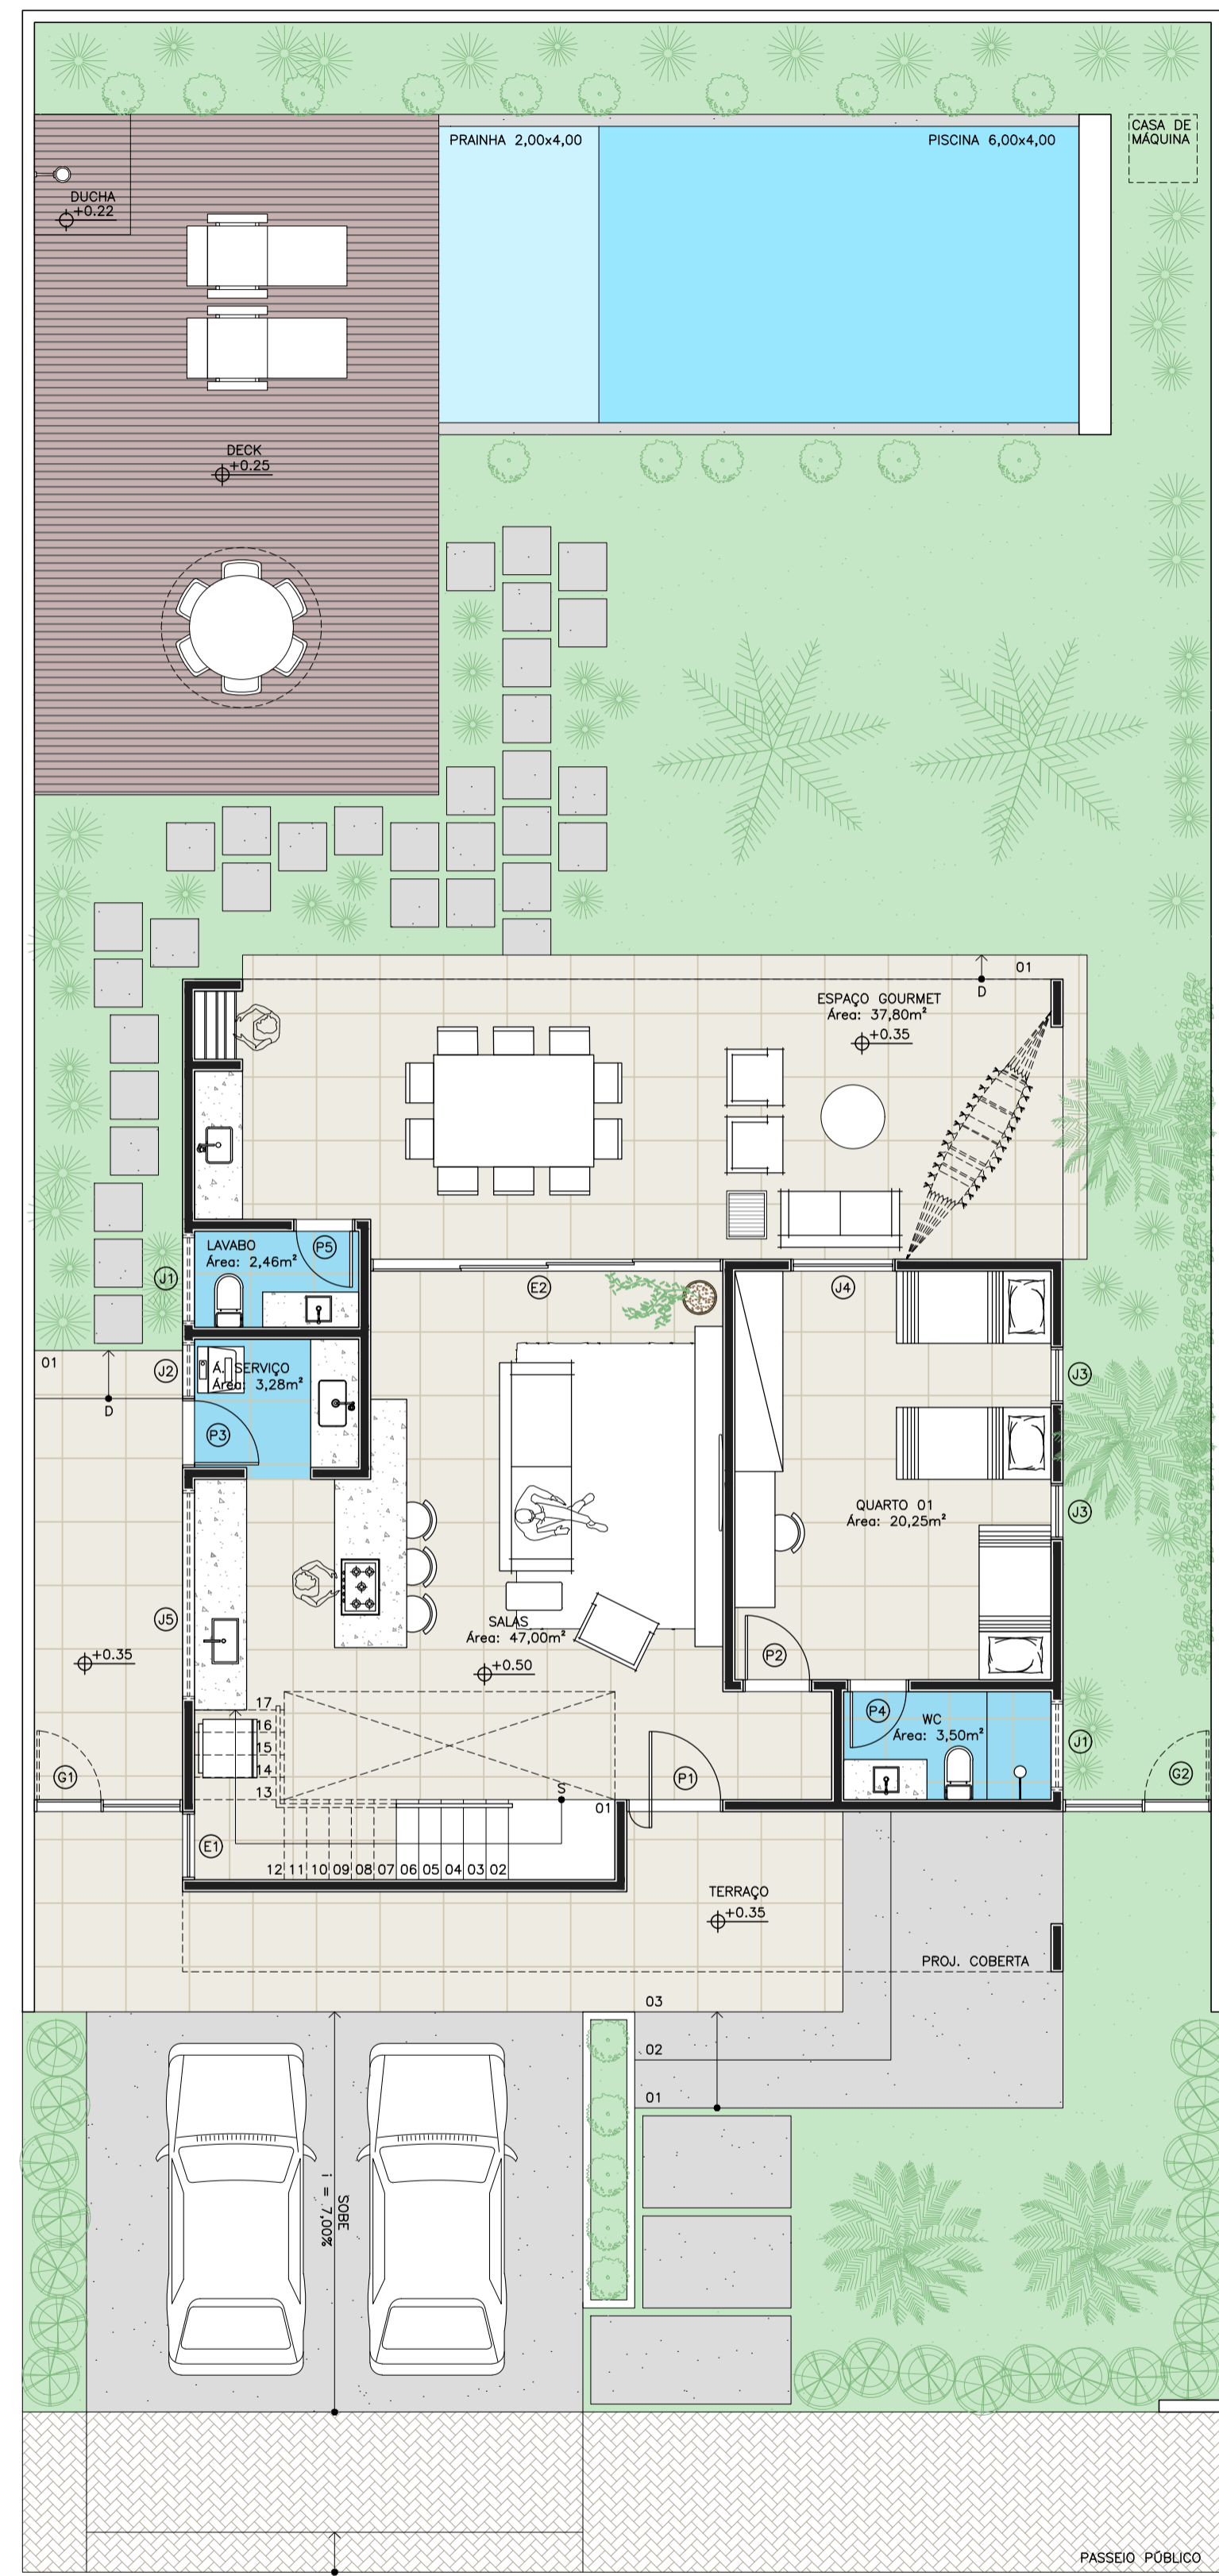 PRAINHA 2,00x4,00
PISCINA 6,00x4,00
CASA DE
MÁQUINA
DUCHA
+0.22
DECK
+0.25
01
D
ESPAÇO GOURMET
Área: 37,80m²
+0.35
LAVABO
Área: 2,46m²
P5
J1
E2
J4
01
D
J2
Á. SERVIÇO
Área: 3,28m²
P3
J3
QUARTO 01
Área: 20,25m²
J3
J5
SALAS
Área: 47,00m²
+0.50
+0.35
P2
P4
WC
Área: 3,50m²
J1
17
16
15
14
13
G1
P1
G2
S
01
E1
12 11 10 09 08 07 06 05 04 03 02
TERRAÇO
+0.35
PROJ. COBERTA
03
02
01
SOBE
i = 7,00%
PASSEIO PÚBLICO